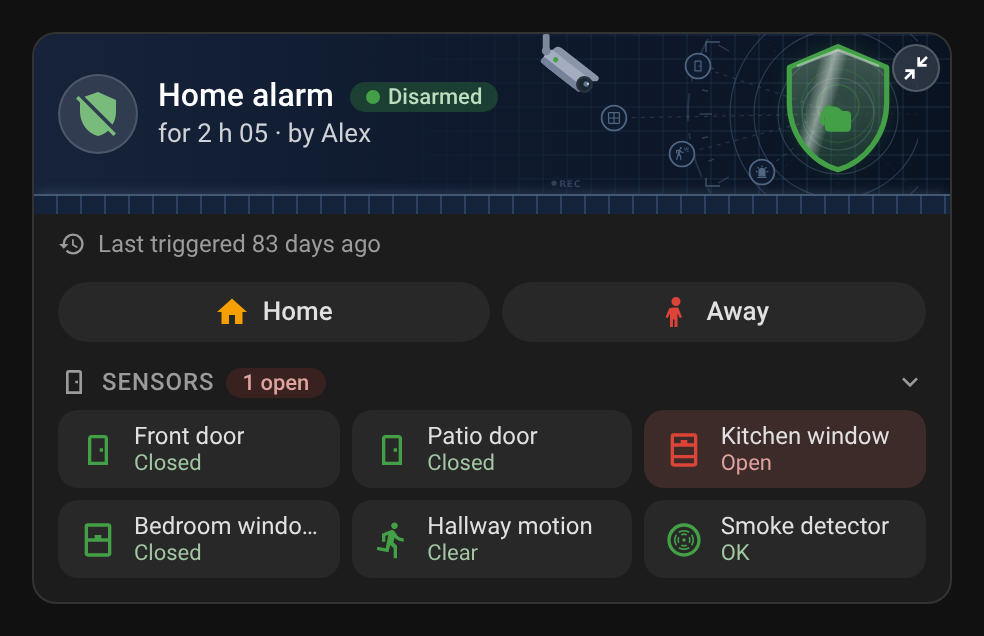 Home alarm
Disarmed
for 2 h 05 · by Alex
REC
Last triggered 83 days ago
Home
Away
SENSORS
1 open
Front door
Closed
Patio door
Closed
Kitchen window
Open
Bedroom windo...
Closed
Hallway motion
Clear
Smoke detector
OK